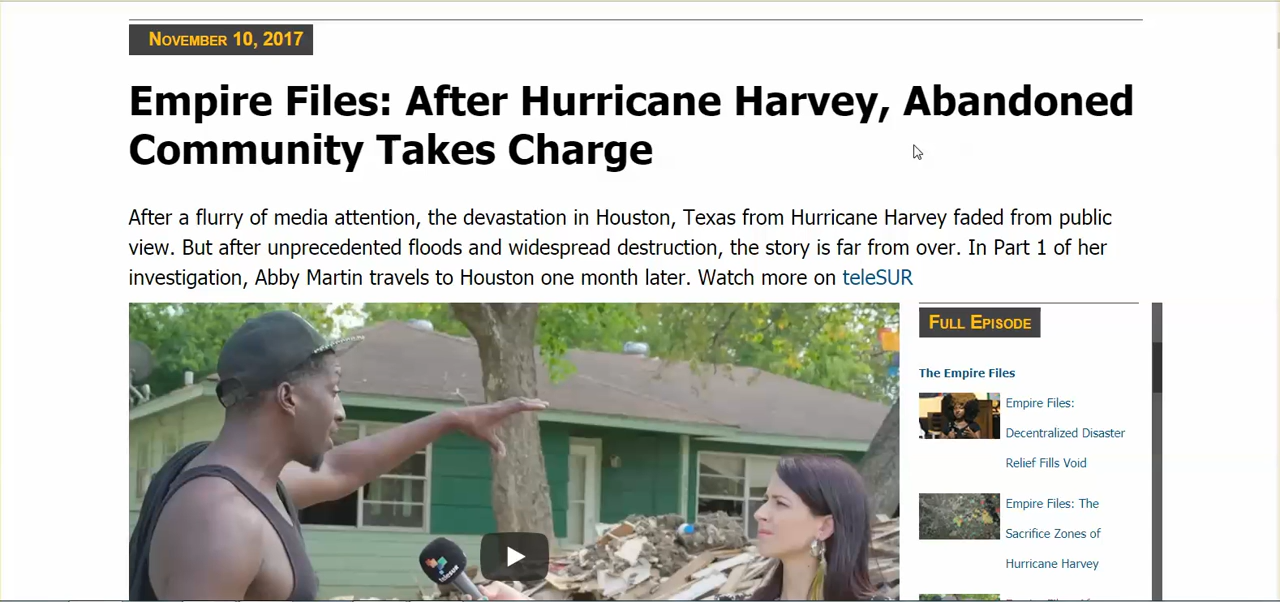 November 10, 2017
Empire Files: After Hurricane Harvey, Abandoned
Community Takes Charge
After a flurry of media attention, the devastation in Houston, Texas from Hurricane Harvey faded from public
view. But after unprecedented floods and widespread destruction, the story is far from over. In Part 1 of her
investigation, Abby Martin travels to Houston one month later. Watch more on teleSUR
Full Episode
The Empire Files
Empire Files:
Decentralized Disaster
Relief Fills Void
Empire Files: The
Sacrifice Zones of
Hurricane Harvey
teleSUR